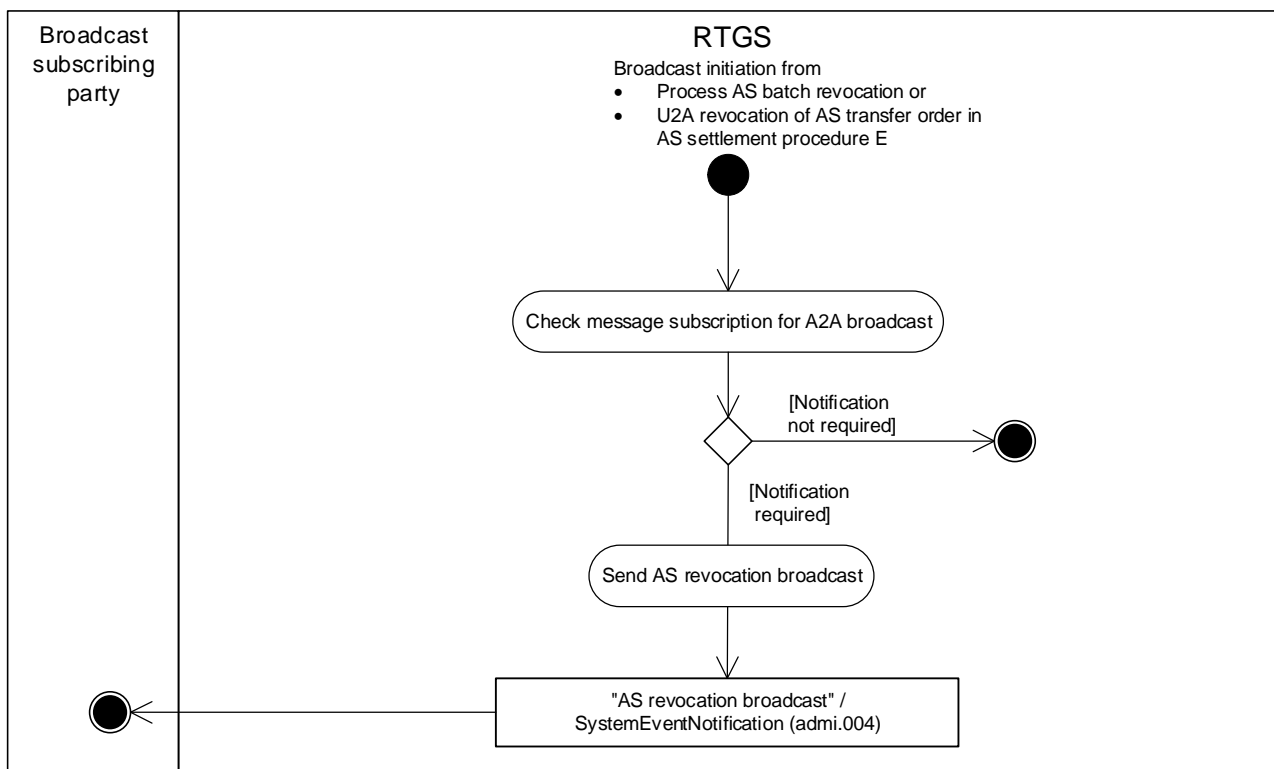 Broadcast
subscribing
party
RTGS
Broadcast initiation from
• Process AS batch revocation or
• U2A revocation of AS transfer order in
AS settlement procedure E
Check message subscription for A2A broadcast
[Notification
not required]
[Notification
required]
Send AS revocation broadcast
"AS revocation broadcast" /
SystemEventNotification (admi.004)